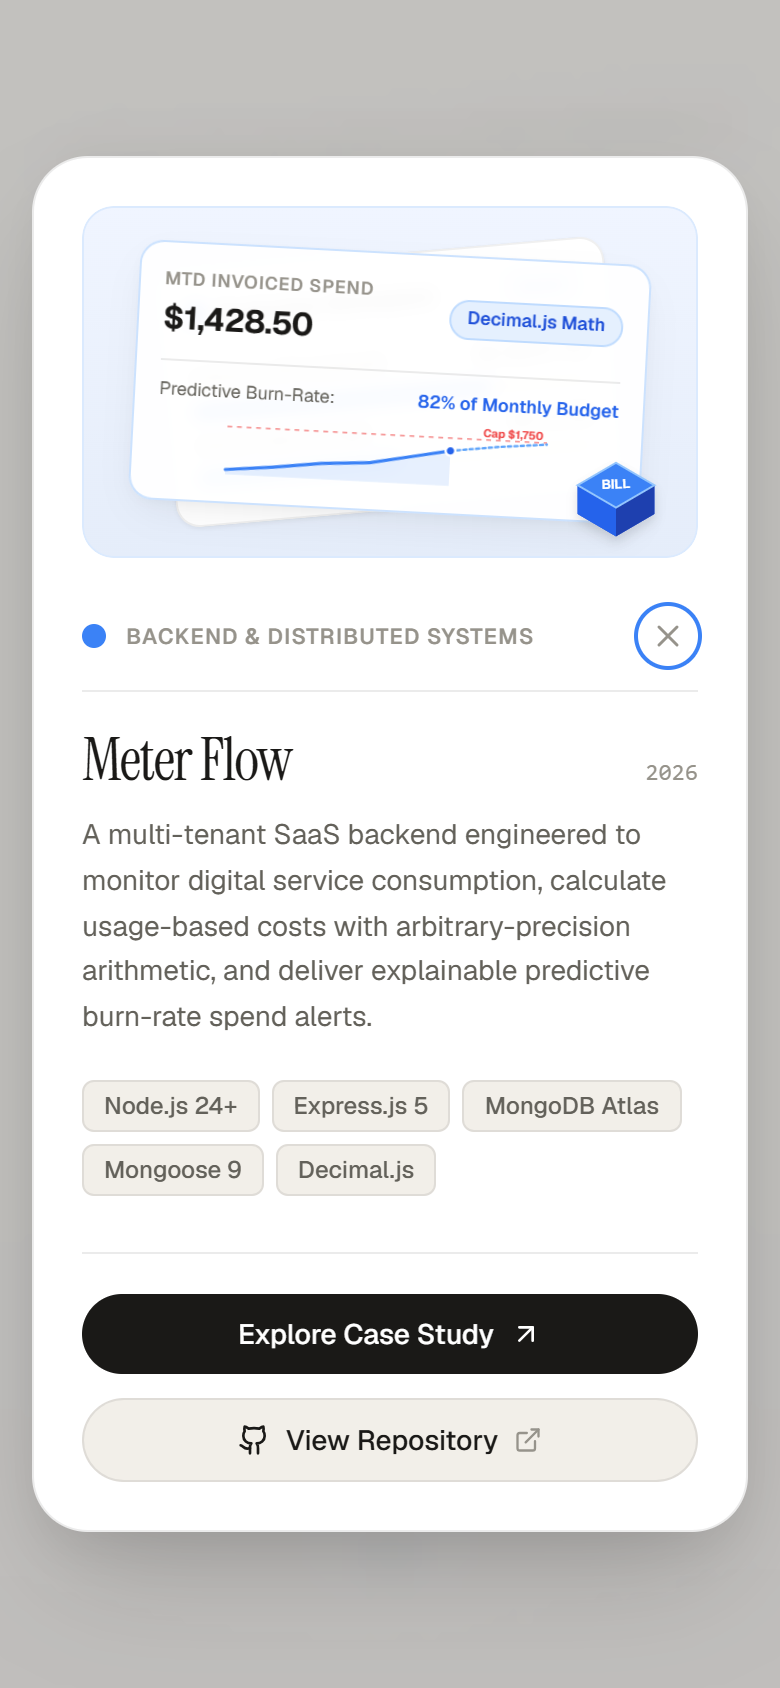 MTD INVOICED SPEND
$1,428.50
Decimal.js Math
Predictive Burn-Rate:
82% of Monthly Budget
Cap $1,750
BILL
BACKEND & DISTRIBUTED SYSTEMS
Meter Flow
2026
A multi-tenant SaaS backend engineered to
monitor digital service consumption, calculate
usage-based costs with arbitrary-precision
arithmetic, and deliver explainable predictive
burn-rate spend alerts.
Node.js 24+
Express.js 5
MongoDB Atlas
Mongoose 9
Decimal.js
Explore Case Study
View Repository